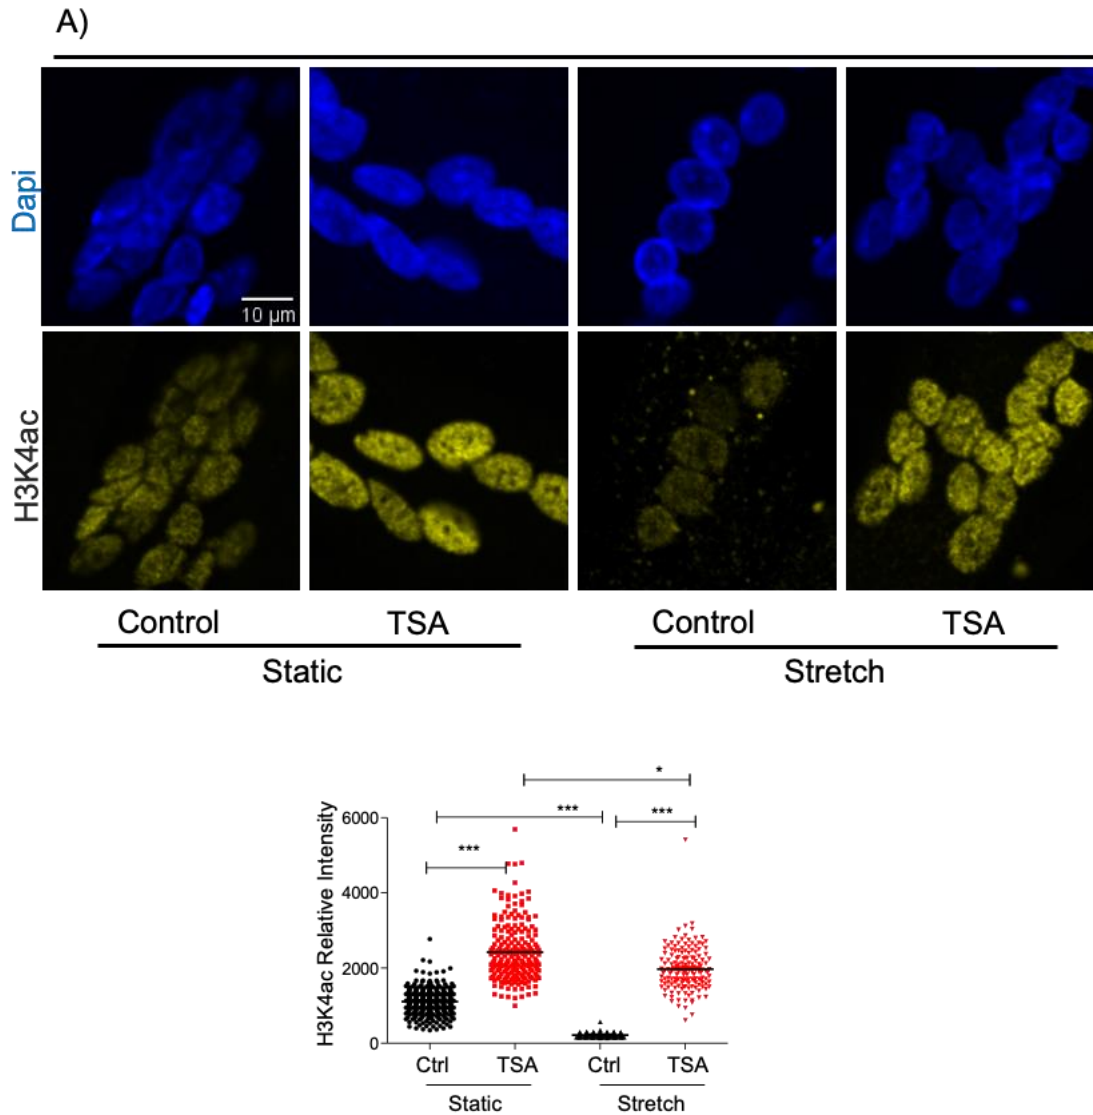 A)
Dapi
10 µm
H3K4ac
Control TSA Control TSA
Static Stretch
*
*** ***
***
H3K4ac Relative Intensity
6000
4000
2000
0
Ctrl TSA Ctrl TSA
Static Stretch